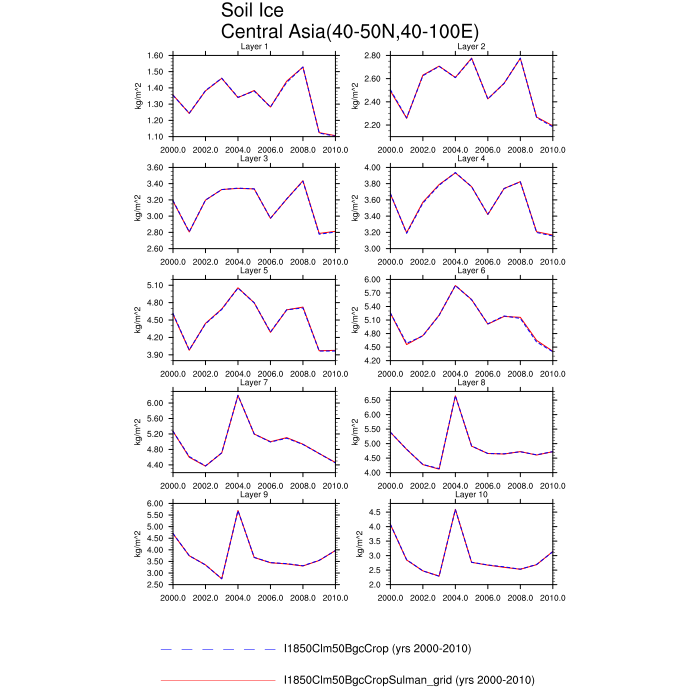 Soil Ice
Central Asia(40-50N,40-100E)
Layer 1
1.60
1.50
1.40
1.30
1.20
1.10
kg/m^2
2000.0 2002.0 2004.0 2006.0 2008.0 2010.0
Layer 2
2.80
2.60
2.40
2.20
kg/m^2
2000.0 2002.0 2004.0 2006.0 2008.0 2010.0
Layer 3
3.60
3.40
3.20
3.00
2.80
2.60
kg/m^2
2000.0 2002.0 2004.0 2006.0 2008.0 2010.0
Layer 4
4.00
3.80
3.60
3.40
3.20
3.00
kg/m^2
2000.0 2002.0 2004.0 2006.0 2008.0 2010.0
Layer 5
5.10
4.80
4.50
4.20
3.90
kg/m^2
2000.0 2002.0 2004.0 2006.0 2008.0 2010.0
Layer 6
6.00
5.70
5.40
5.10
4.80
4.50
4.20
kg/m^2
2000.0 2002.0 2004.0 2006.0 2008.0 2010.0
Layer 7
6.00
5.60
5.20
4.80
4.40
kg/m^2
2000.0 2002.0 2004.0 2006.0 2008.0 2010.0
Layer 8
6.50
6.00
5.50
5.00
4.50
4.00
kg/m^2
2000.0 2002.0 2004.0 2006.0 2008.0 2010.0
Layer 9
6.00
5.50
5.00
4.50
4.00
3.50
3.00
2.50
kg/m^2
2000.0 2002.0 2004.0 2006.0 2008.0 2010.0
Layer 10
4.5
4.0
3.5
3.0
2.5
2.0
kg/m^2
2000.0 2002.0 2004.0 2006.0 2008.0 2010.0
I1850Clm50BgcCrop (yrs 2000-2010)
I1850Clm50BgcCropSulman_grid (yrs 2000-2010)